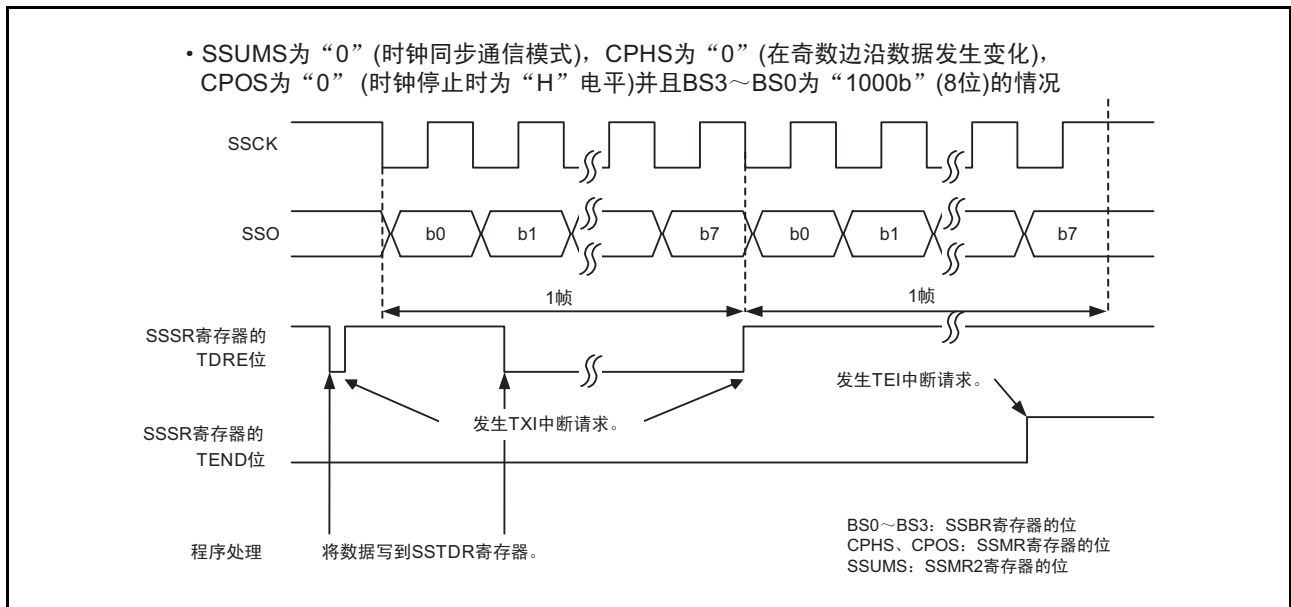 • SSUMS为“0”(时钟同步通信模式)，CPHS为“0”(在奇数边沿数据发生变化)，
CPOS为“0” (时钟停止时为“H”电平)并且BS3～BS0为“1000b”(8位)的情况
SSCK
SSO
b0
b1
b7
b0
b1
b7
1帧
1帧
SSSR寄存器的
TDRE位
发生TEI中断请求。
发生TXI中断请求。
SSSR寄存器的
TEND位
程序处理
将数据写到SSTDR寄存器。
BS0～BS3：SSBR寄存器的位
CPHS、CPOS：SSMR寄存器的位
SSUMS：SSMR2寄存器的位